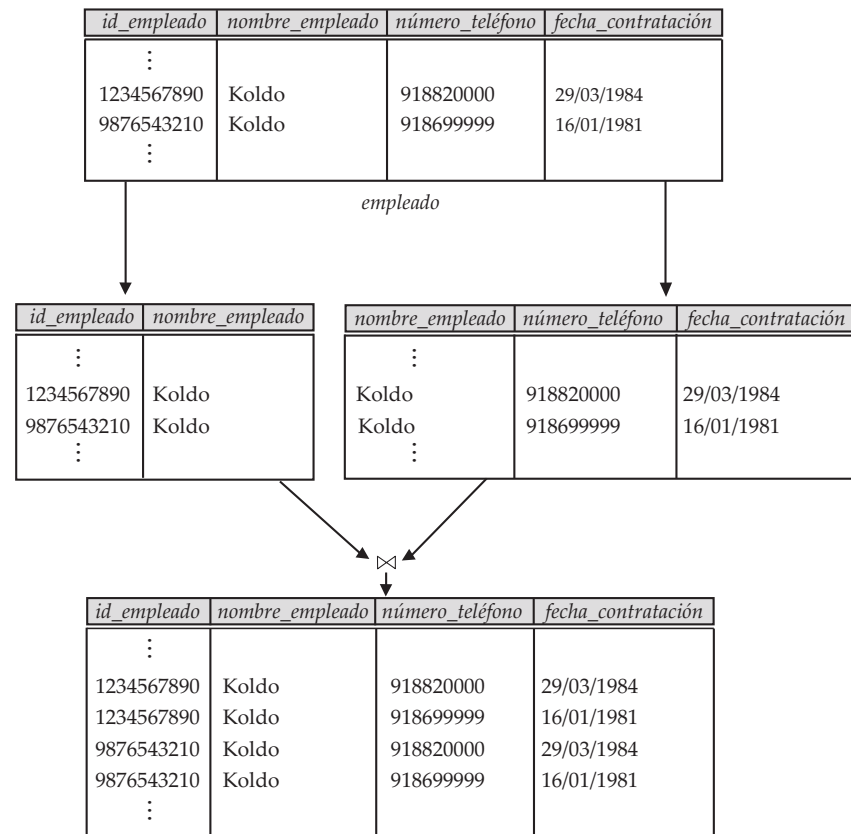 id_empleado nombre_empleado número_teléfono fecha_contratación
⋮
1234567890 Koldo 918820000 29/03/1984
9876543210 Koldo 918699999 16/01/1981
⋮
empleado
id_empleado nombre_empleado
⋮
1234567890 Koldo
9876543210 Koldo
⋮
nombre_empleado número_teléfono fecha_contratación
⋮
Koldo 918820000 29/03/1984
Koldo 918699999 16/01/1981
⋮
⋈
id_empleado nombre_empleado número_teléfono fecha_contratación
⋮
1234567890 Koldo 918820000 29/03/1984
1234567890 Koldo 918699999 16/01/1981
9876543210 Koldo 918820000 29/03/1984
9876543210 Koldo 918699999 16/01/1981
⋮